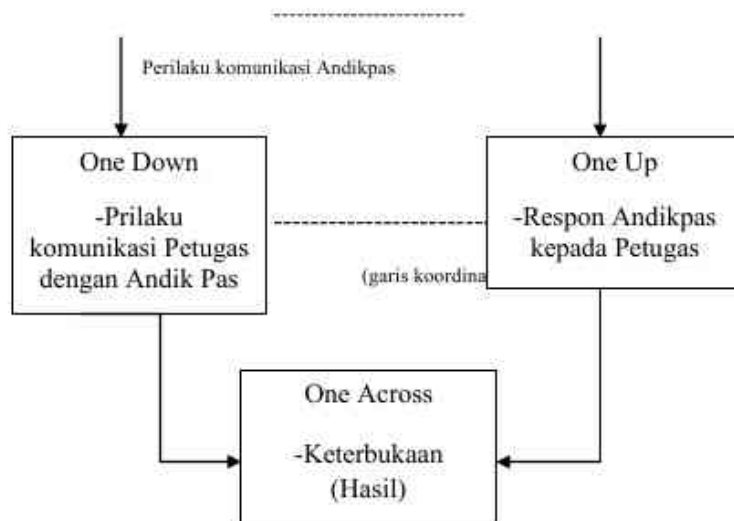 Perilaku komunikasi Andikpas
One Down
-Prilaku
komunikasi Petugas
dengan Andik Pas
One Up
-Respon Andikpas
kepada Petugas
(garis koordina
One Across
-Keterbukaan
(Hasil)